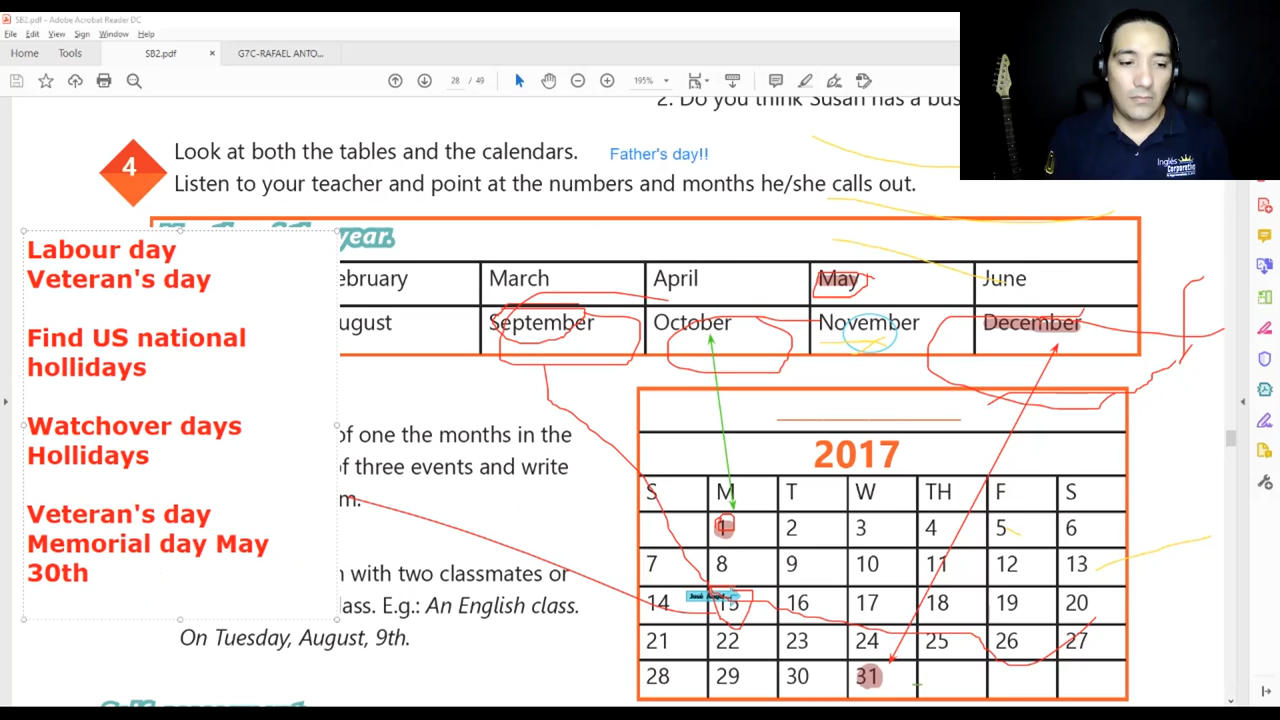 SB2.pdf - Adobe Acrobat Reader DC
File Edit View Sign Window Help
Home Tools SB2.pdf × G7C-RAFAEL ANTO...
28 / 49 195%
Inglés
Corporativo
2. Do you think Susan has a bus
4 Look at both the tables and the calendars. Father's day!!
Listen to your teacher and point at the numbers and months he/she calls out.
year.
ebruary March April May June
ugust September October November December
Labour day
Veteran's day
Find US national
hollidays
Watchover days
Hollidays
Veteran's day
Memorial day May
30th
of one the months in the
of three events and write
m.
n with two classmates or
lass. E.g.: An English class.
On Tuesday, August, 9th.
2017
S M T W TH F S
1 2 3 4 5 6
7 8 9 10 11 12 13
14 15 16 17 18 19 20
21 22 23 24 25 26 27
28 29 30 31